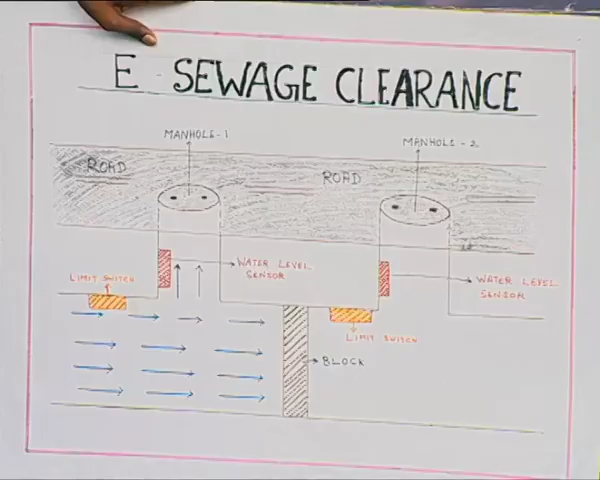 E SEWAGE CLEARANCE
MANHOLE-1
MANHOLE-2
ROAD
ROAD
WATER LEVEL
SENSOR
LIMIT SWITCH
WATER LEVEL
SENSOR
LIMIT SWITCH
BLOCK